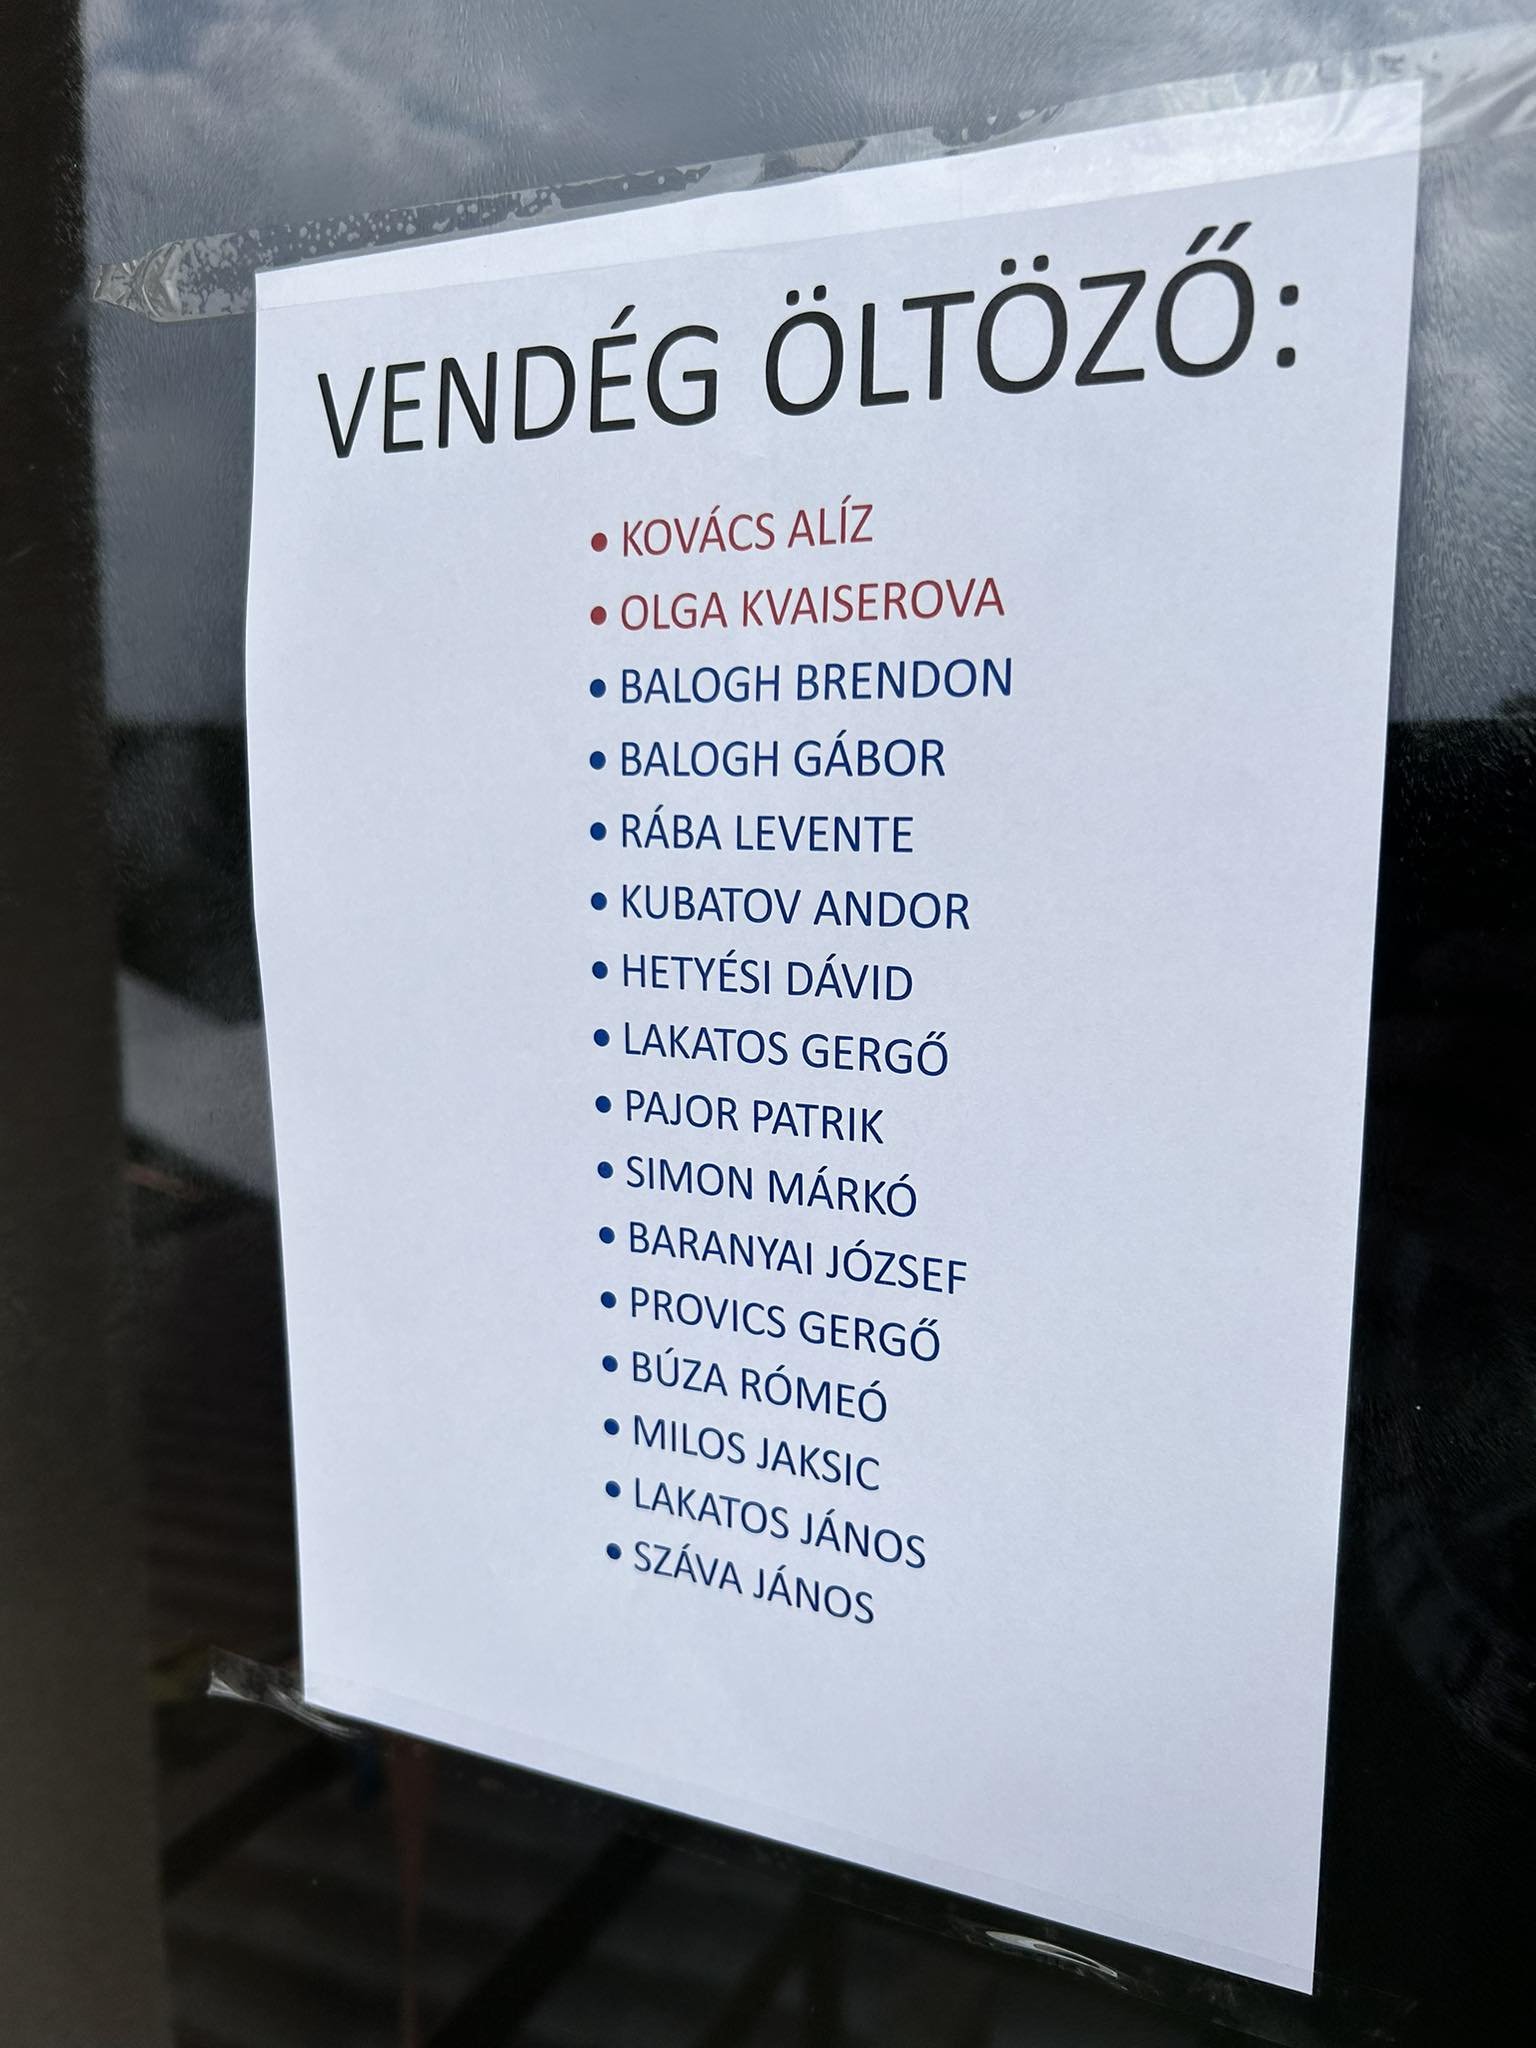 VENDÉG ÖLTÖZŐ:
• KOVÁCS ALÍZ
• OLGA KVAISEROVA
• BALOGH BRENDON
• BALOGH GÁBOR
• RÁBA LEVENTE
• KUBATOV ANDOR
• HETYÉSI DÁVID
• LAKATOS GERGŐ
• PAJOR PATRIK
• SIMON MÁRKÓ
• BARANYAI JÓZSEF
• PROVICS GERGŐ
• BÚZA RÓMEÓ
• MILOS JAKSIC
• LAKATOS JÁNOS
• SZÁVA JÁNOS